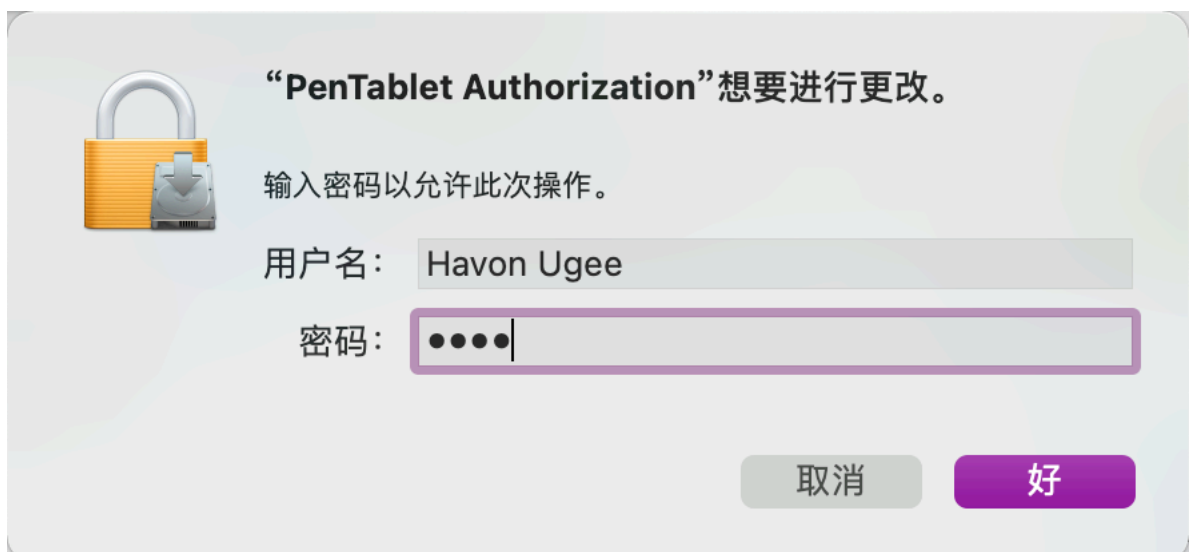 “PenTablet Authorization”想要进行更改。
输入密码以允许此次操作。
用户名： Havon Ugee
密码： ••••
取消 好